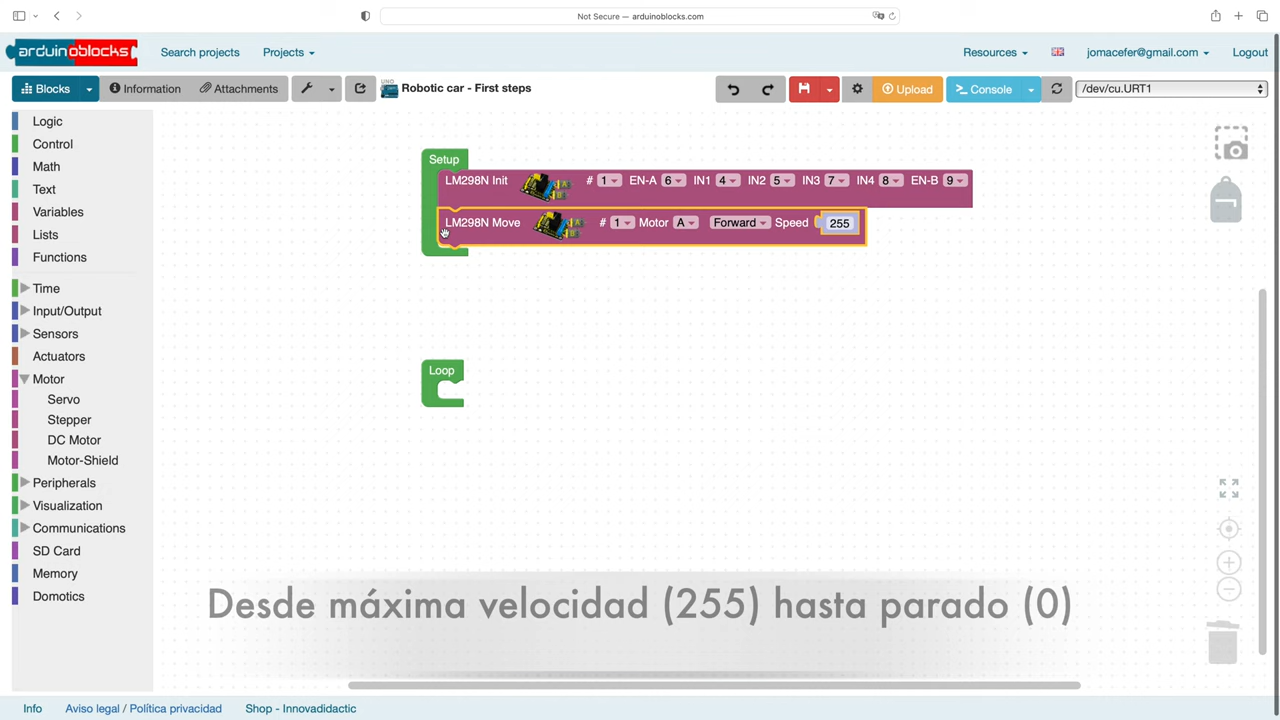 Not Secure — arduinoblocks.com
arduinoblocks
Search projects
Projects
Resources
jomacefer@gmail.com
Logout
Blocks
Information
Attachments
UNO
Robotic car - First steps
Upload
Console
/dev/cu.URT1
Logic
Control
Math
Text
Variables
Lists
Functions
Time
Input/Output
Sensors
Actuators
Motor
Servo
Stepper
DC Motor
Motor-Shield
Peripherals
Visualization
Communications
SD Card
Memory
Domotics
Setup
LM298N Init # 1 EN-A 6 IN1 4 IN2 5 IN3 7 IN4 8 EN-B 9
LM298N Move # 1 Motor A Forward Speed 255
Loop
Desde máxima velocidad (255) hasta parado (0)
Info
Aviso legal / Política privacidad
Shop - Innovadidactic